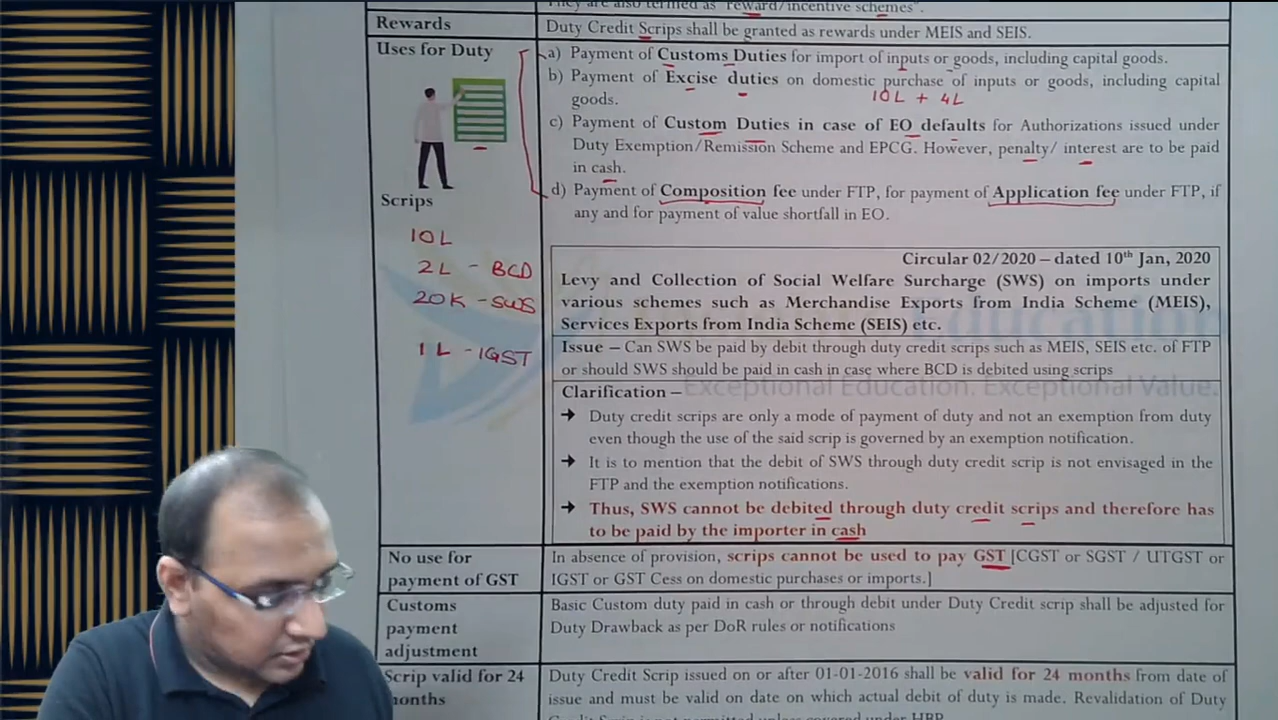 They are also termed as "reward/incentive schemes".
Rewards
Duty Credit Scrips shall be granted as rewards under MEIS and SEIS.
Uses for Duty
Scrips
a) Payment of Customs Duties for import of inputs or goods, including capital goods.
b) Payment of Excise duties on domestic purchase of inputs or goods, including capital
goods.
10L + 4L
c) Payment of Custom Duties in case of EO defaults for Authorizations issued under
Duty Exemption/Remission Scheme and EPCG. However, penalty/ interest are to be paid
in cash.
d) Payment of Composition fee under FTP, for payment of Application fee under FTP, if
any and for payment of value shortfall in EO.
10L
2L - BCD
20K - SWS
1L - IGST
Circular 02/2020 – dated 10th Jan, 2020
Levy and Collection of Social Welfare Surcharge (SWS) on imports under
various schemes such as Merchandise Exports from India Scheme (MEIS),
Services Exports from India Scheme (SEIS) etc.
Issue – Can SWS be paid by debit through duty credit scrips such as MEIS, SEIS etc. of FTP
or should SWS should be paid in cash in case where BCD is debited using scrips
Education
Exceptional Education. Exceptional Value.
Clarification –
→ Duty credit scrips are only a mode of payment of duty and not an exemption from duty
even though the use of the said scrip is governed by an exemption notification.
→ It is to mention that the debit of SWS through duty credit scrip is not envisaged in the
FTP and the exemption notifications.
→ Thus, SWS cannot be debited through duty credit scrips and therefore has
to be paid by the importer in cash
No use for
payment of GST
In absence of provision, scrips cannot be used to pay GST [CGST or SGST / UTGST or
IGST or GST Cess on domestic purchases or imports.]
Customs
payment
adjustment
Basic Custom duty paid in cash or through debit under Duty Credit scrip shall be adjusted for
Duty Drawback as per DoR rules or notifications
Scrip valid for 24
months
Duty Credit Scrip issued on or after 01-01-2016 shall be valid for 24 months from date of
issue and must be valid on date on which actual debit of duty is made. Revalidation of Duty
Credit Scrip is not permitted unless covered under HBP.